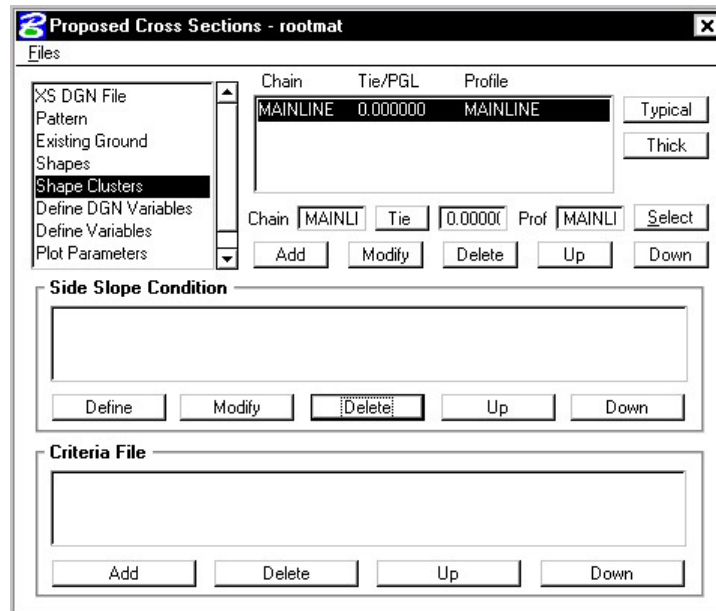 Proposed Cross Sections - rootmat
Files
XS DGN File
Pattern
Existing Ground
Shapes
Shape Clusters
Define DGN Variables
Define Variables
Plot Parameters
Chain Tie/PGL Profile
MAINLINE 0.000000 MAINLINE
Typical
Thick
Chain MAINLI Tie 0.0000( Prof MAINLI Select
Add Modify Delete Up Down
Side Slope Condition
Define Modify Delete Up Down
Criteria File
Add Delete Up Down